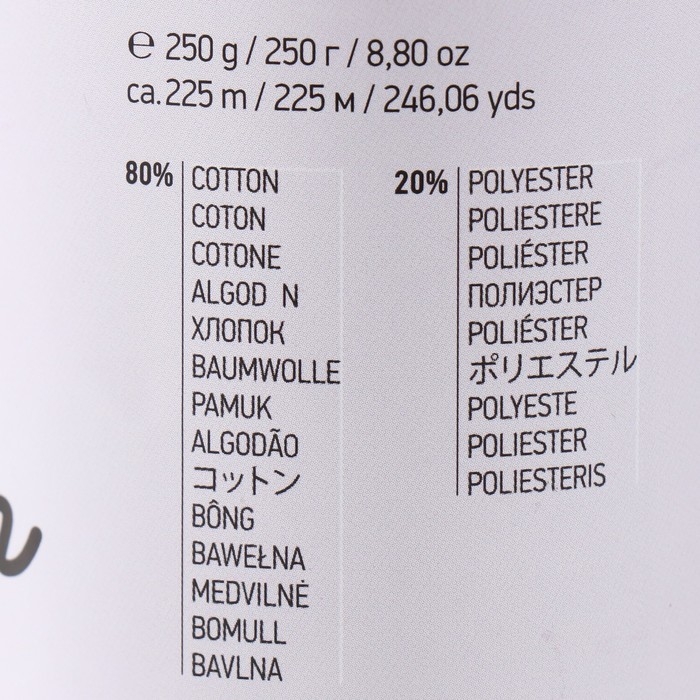 ℮ 250 g / 250 г / 8,80 oz
ca. 225 m / 225 м / 246,06 yds
80%
COTTON
COTON
COTONE
ALGOD N
ХЛОПОК
BAUMWOLLE
PAMUK
ALGODÃO
コットン
BÔNG
BAWEŁNA
MEDVILNĖ
BOMULL
BAVLNA
20%
POLYESTER
POLIESTERE
POLIÉSTER
ПОЛИЭСТЕР
POLIÉSTER
ポリエステル
POLYESTE
POLIESTER
POLIESTERIS